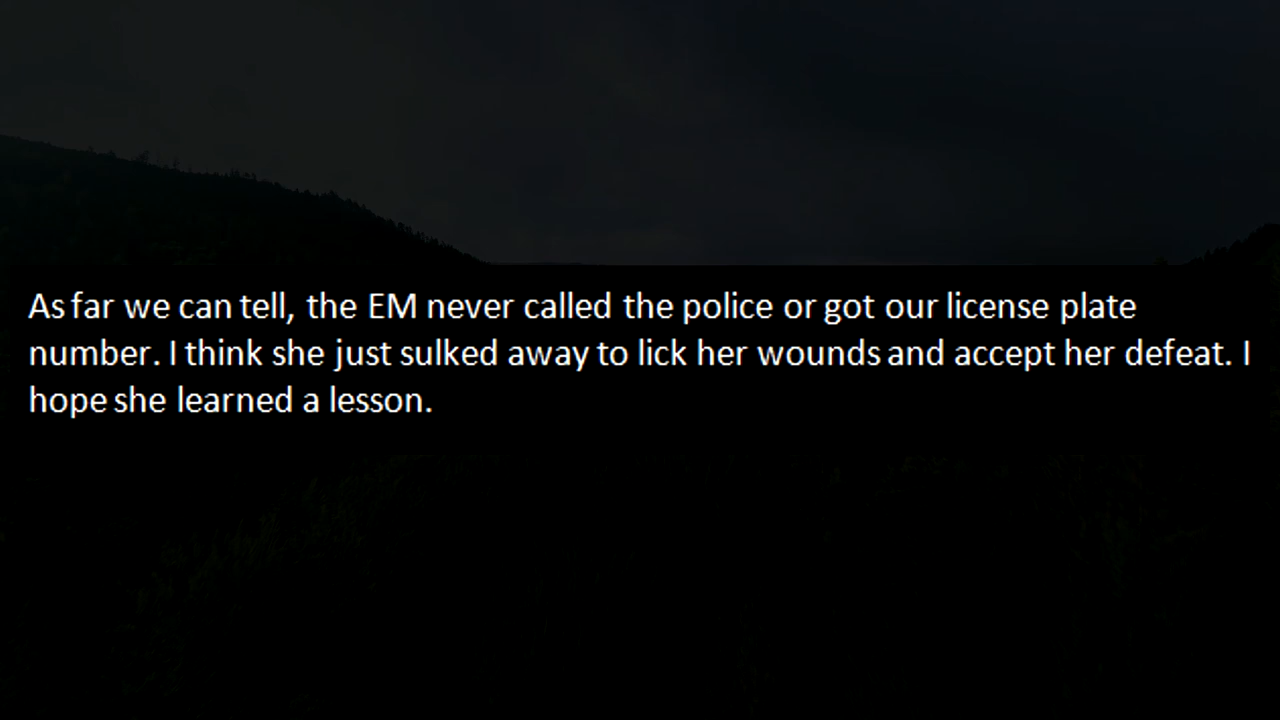 As far we can tell, the EM never called the police or got our license plate
number. I think she just sulked away to lick her wounds and accept her defeat. I
hope she learned a lesson.